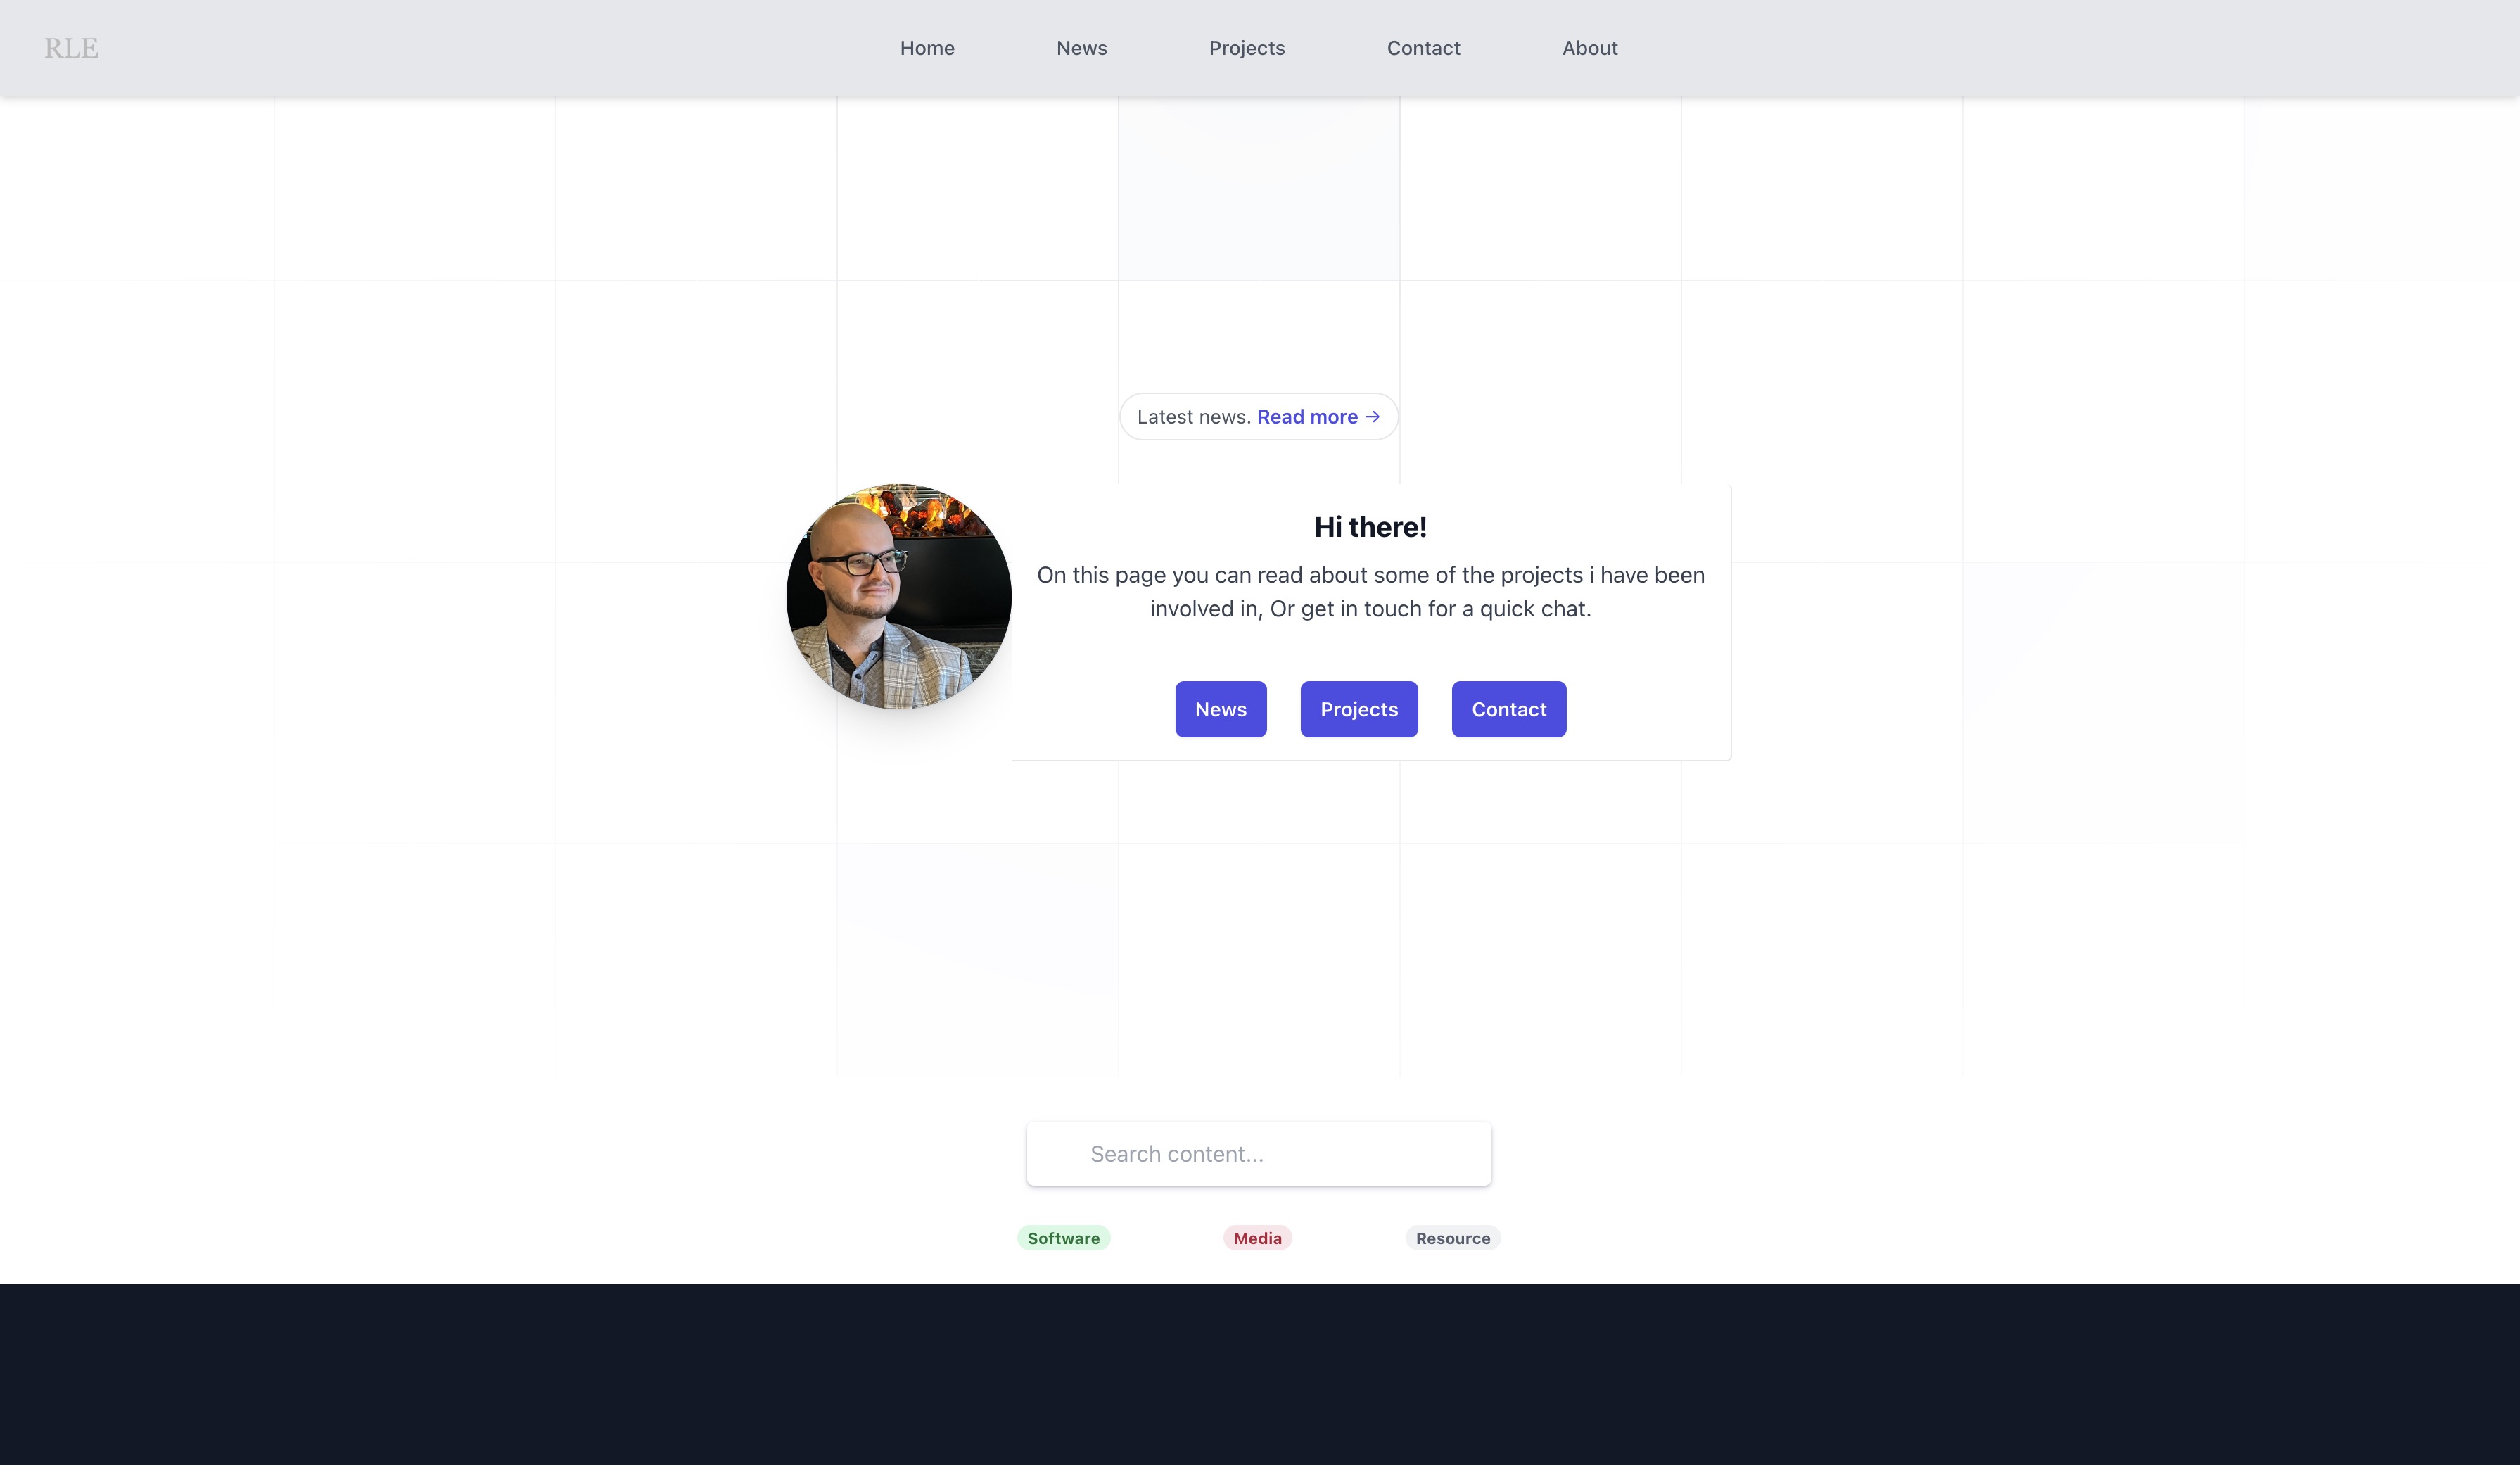 RLE
Home News Projects Contact About
Latest news. Read more →
Hi there!
On this page you can read about some of the projects i have been
involved in, Or get in touch for a quick chat.
News Projects Contact
Search content...
Software Media Resource